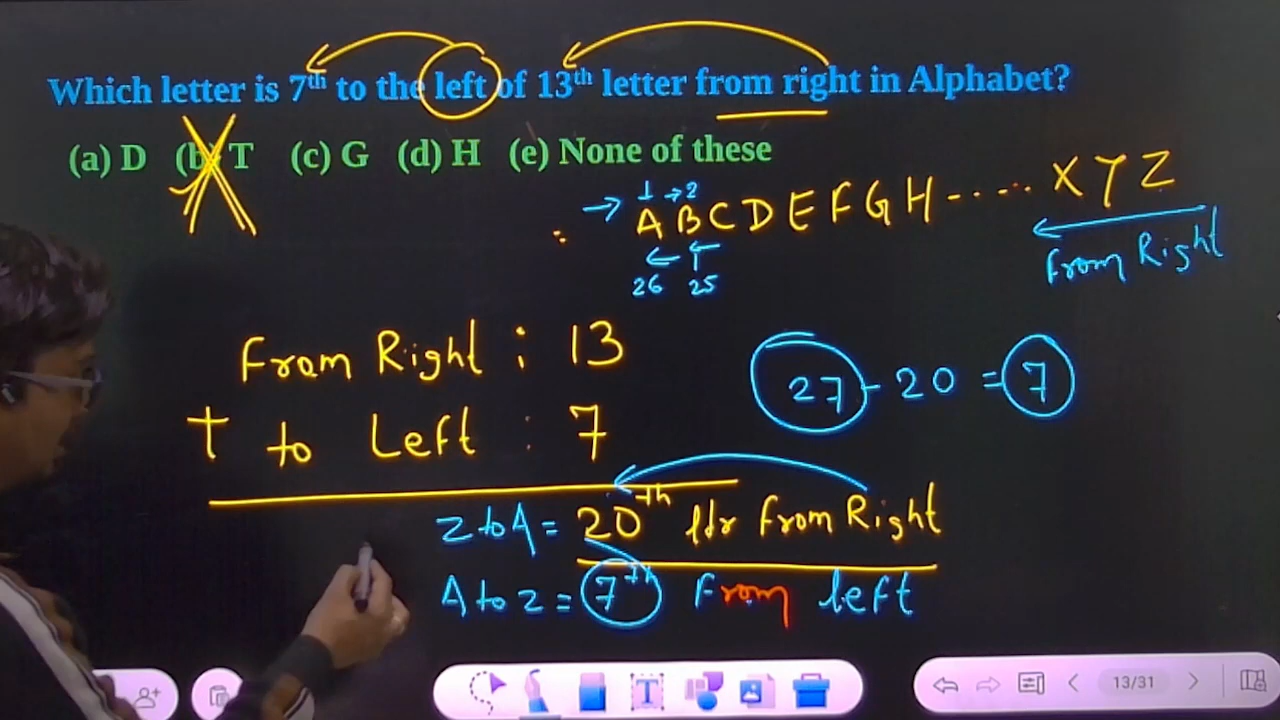 Which letter is 7th to the left of 13th letter from right in Alphabet?
(a) D (b) T (c) G (d) H (e) None of these
1 → 2
→ A B C D E F G H - - . . . X Y Z
26 25
From Right
From Right : 13
+ to Left : 7
27 - 20 = 7
Z to A = 20th ltr from Right
A to Z = 7th From left
T
13/31